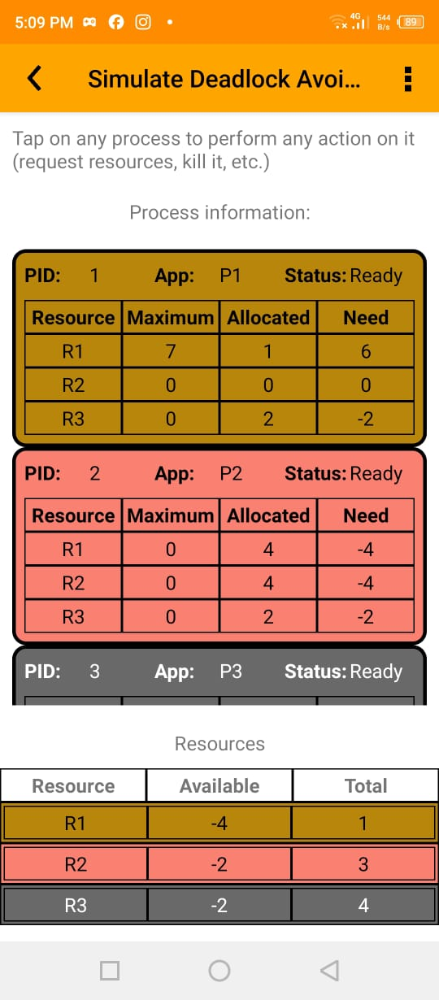 5:09 PM 4G 544 B/s 89
Simulate Deadlock Avoi...
Tap on any process to perform any action on it
(request resources, kill it, etc.)
Process information:
PID: 1 App: P1 Status: Ready
Resource Maximum Allocated Need
R1 7 1 6
R2 0 0 0
R3 0 2 -2
PID: 2 App: P2 Status: Ready
Resource Maximum Allocated Need
R1 0 4 -4
R2 0 4 -4
R3 0 2 -2
PID: 3 App: P3 Status: Ready
Resources
Resource Available Total
R1 -4 1
R2 -2 3
R3 -2 4